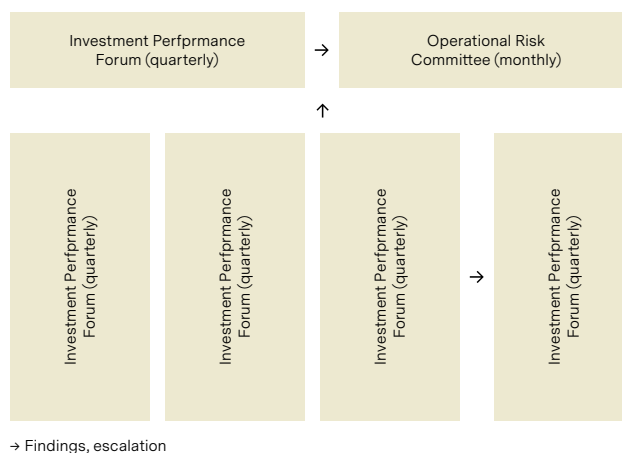 Investment Perfprmance
Forum (quarterly)
→
Operational Risk
Committee (monthly)
↑
Investment Perfprmance
Forum (quarterly)
Investment Perfprmance
Forum (quarterly)
Investment Perfprmance
Forum (quarterly)
→
Investment Perfprmance
Forum (quarterly)
→ Findings, escalation